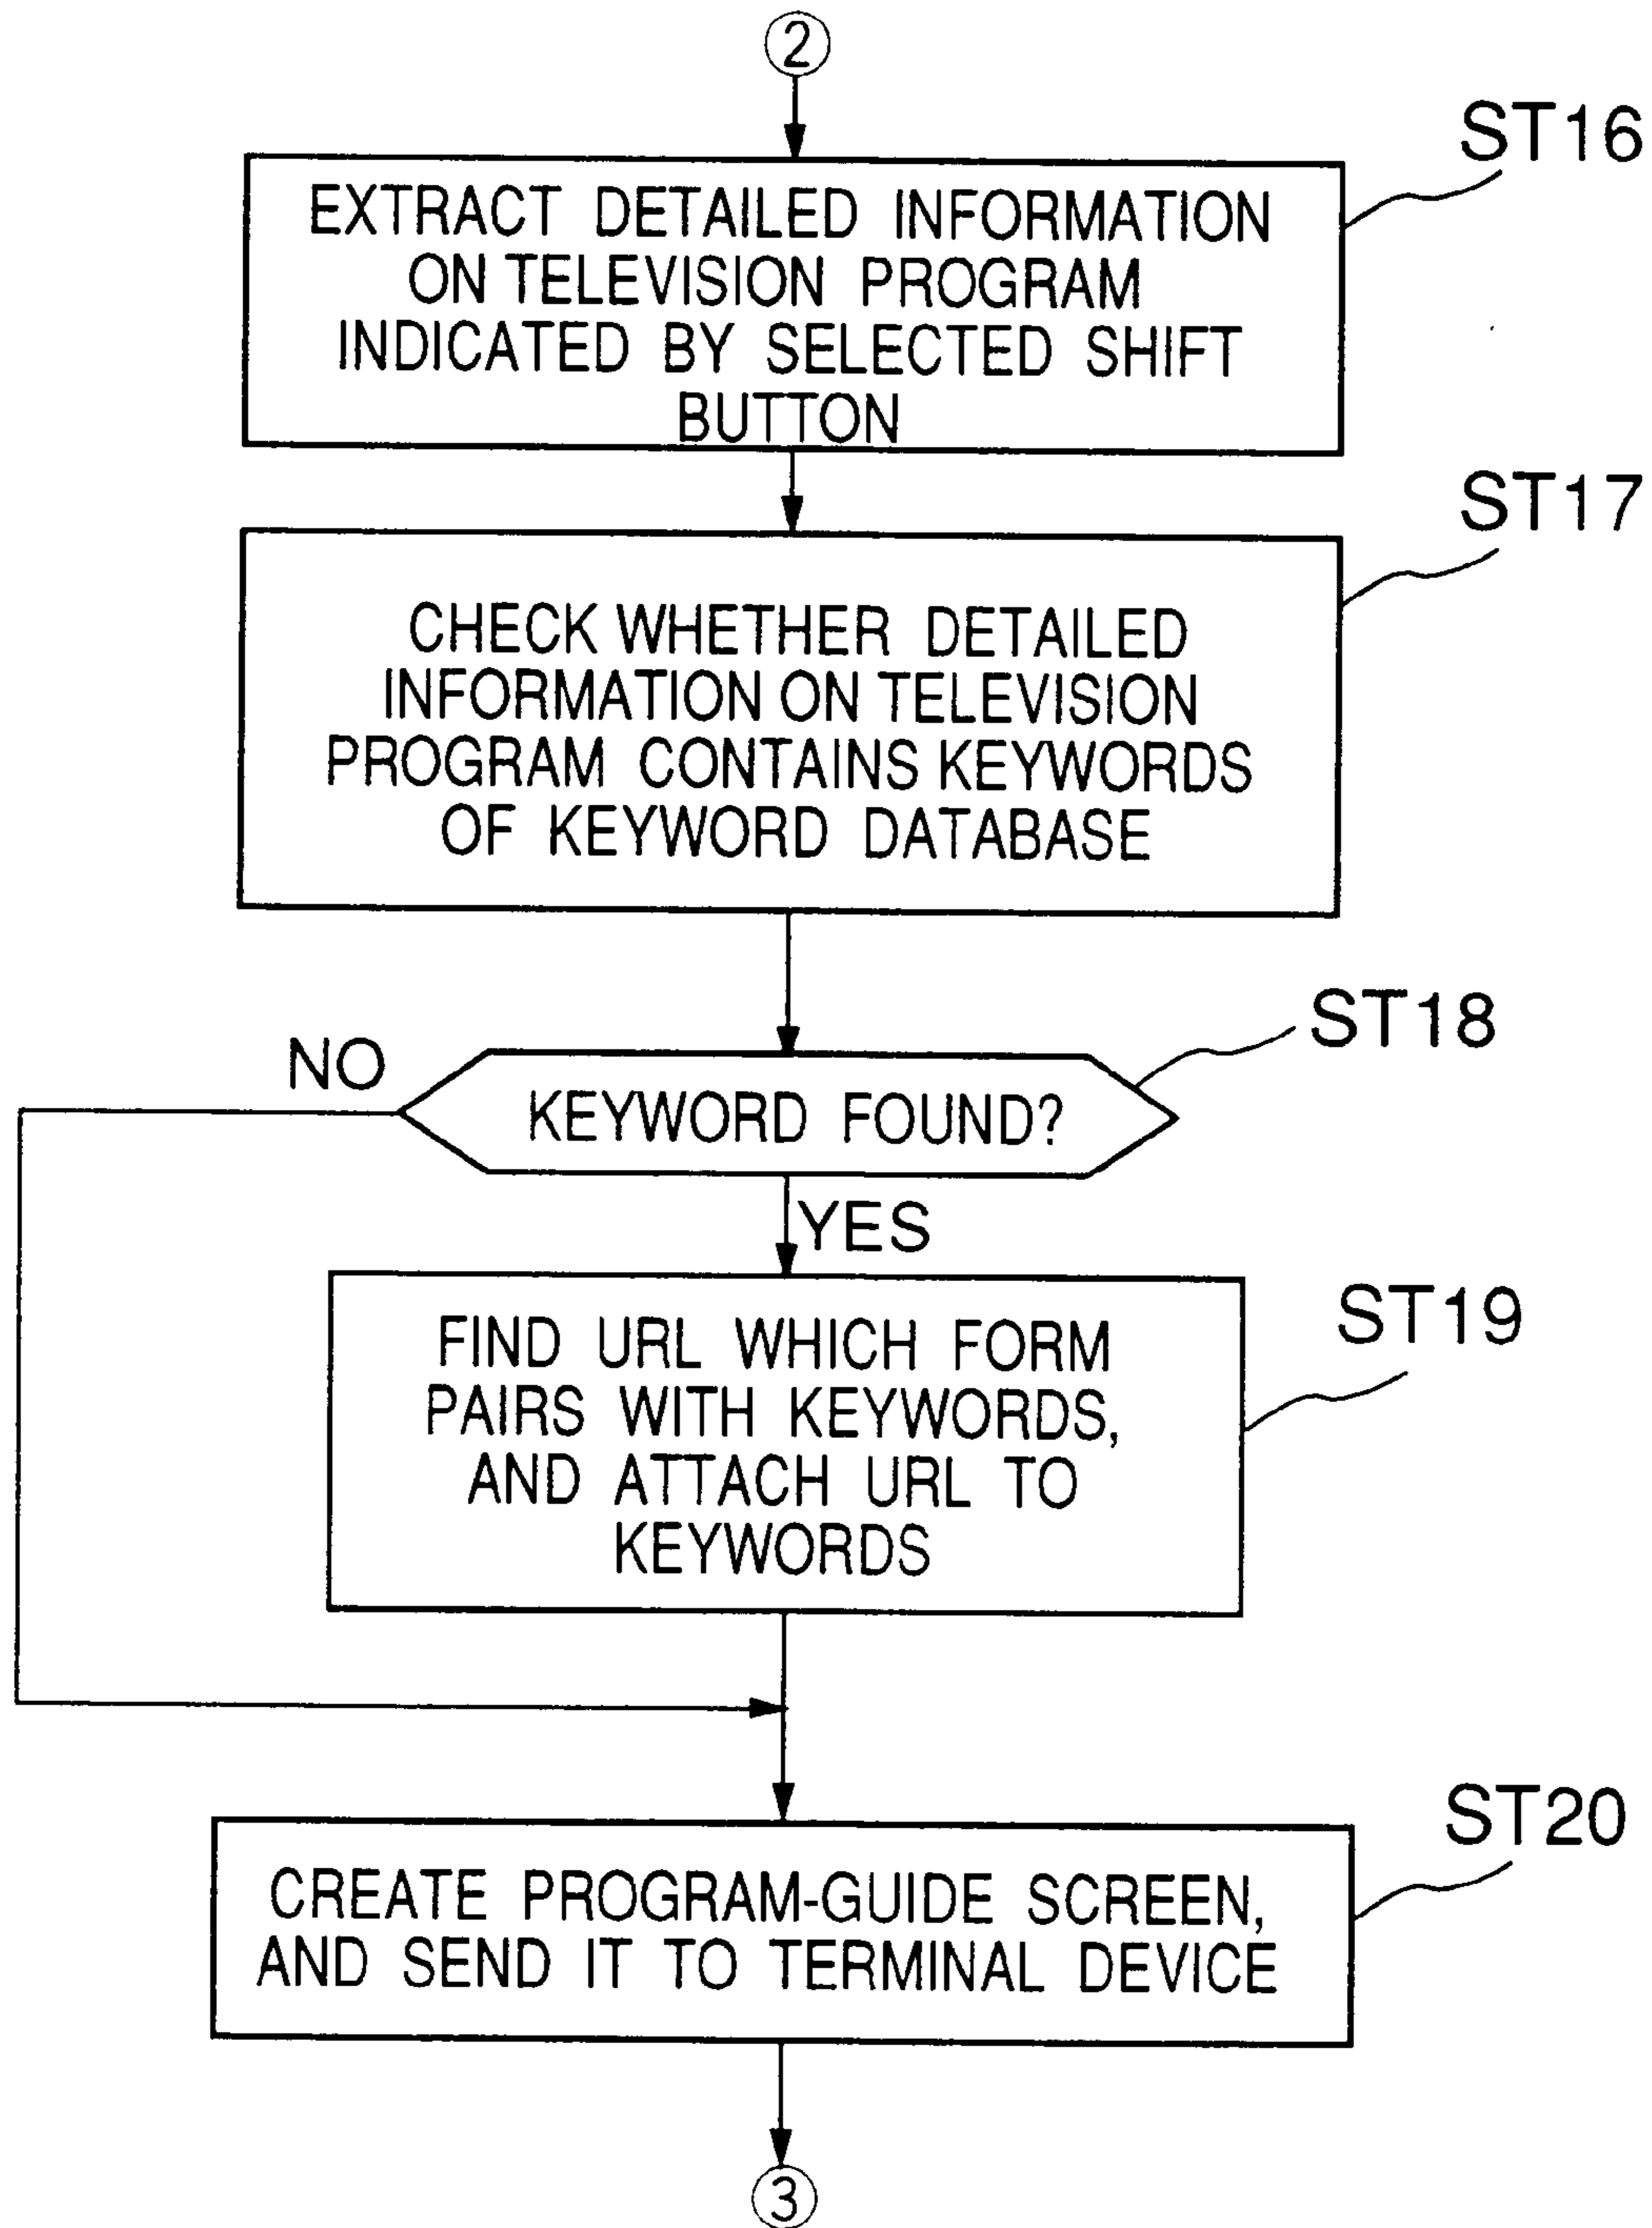 2
ST16
EXTRACT DETAILED INFORMATION
ON TELEVISION PROGRAM
INDICATED BY SELECTED SHIFT
BUTTON
ST17
CHECK WHETHER DETAILED
INFORMATION ON TELEVISION
PROGRAM CONTAINS KEYWORDS
OF KEYWORD DATABASE
ST18
NO
KEYWORD FOUND?
YES
ST19
FIND URL WHICH FORM
PAIRS WITH KEYWORDS,
AND ATTACH URL TO
KEYWORDS
ST20
CREATE PROGRAM-GUIDE SCREEN,
AND SEND IT TO TERMINAL DEVICE
3